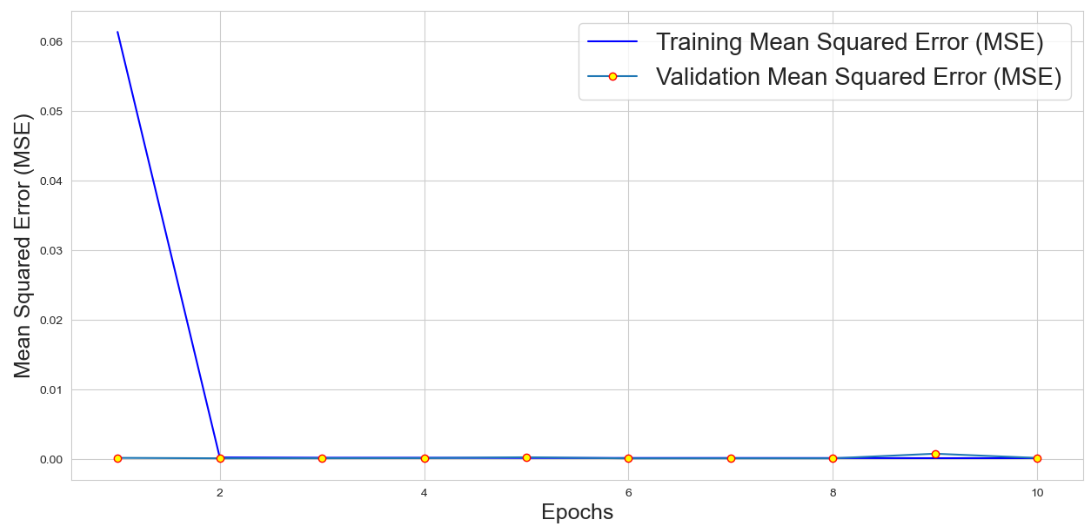 Training Mean Squared Error (MSE)
Validation Mean Squared Error (MSE)
Mean Squared Error (MSE)
0.06
0.05
0.04
0.03
0.02
0.01
0.00
2 4 6 8 10
Epochs